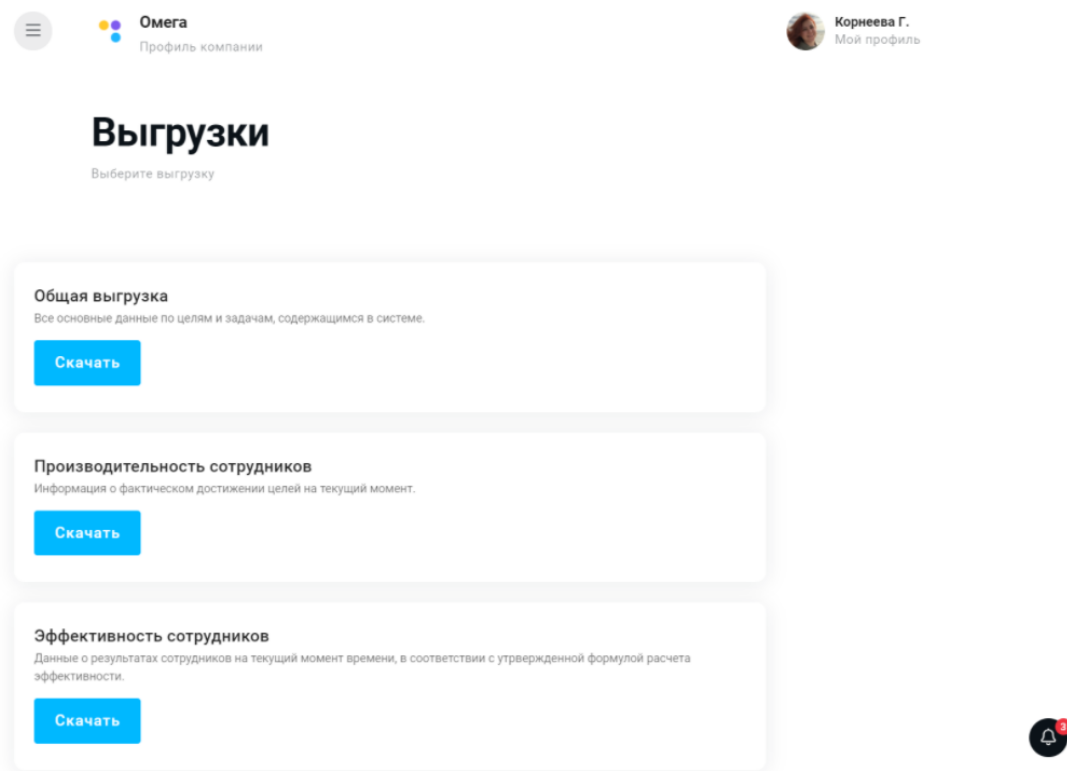 Омега
Профиль компании
Корнеева Г.
Мой профиль
Выгрузки
Выберите выгрузку
Общая выгрузка
Все основные данные по целям и задачам, содержащимся в системе.
Скачать
Производительность сотрудников
Информация о фактическом достижении целей на текущий момент.
Скачать
Эффективность сотрудников
Данные о результатах сотрудников на текущий момент времени, в соответствии с утрвержденной формулой расчета
эффективности.
Скачать
3